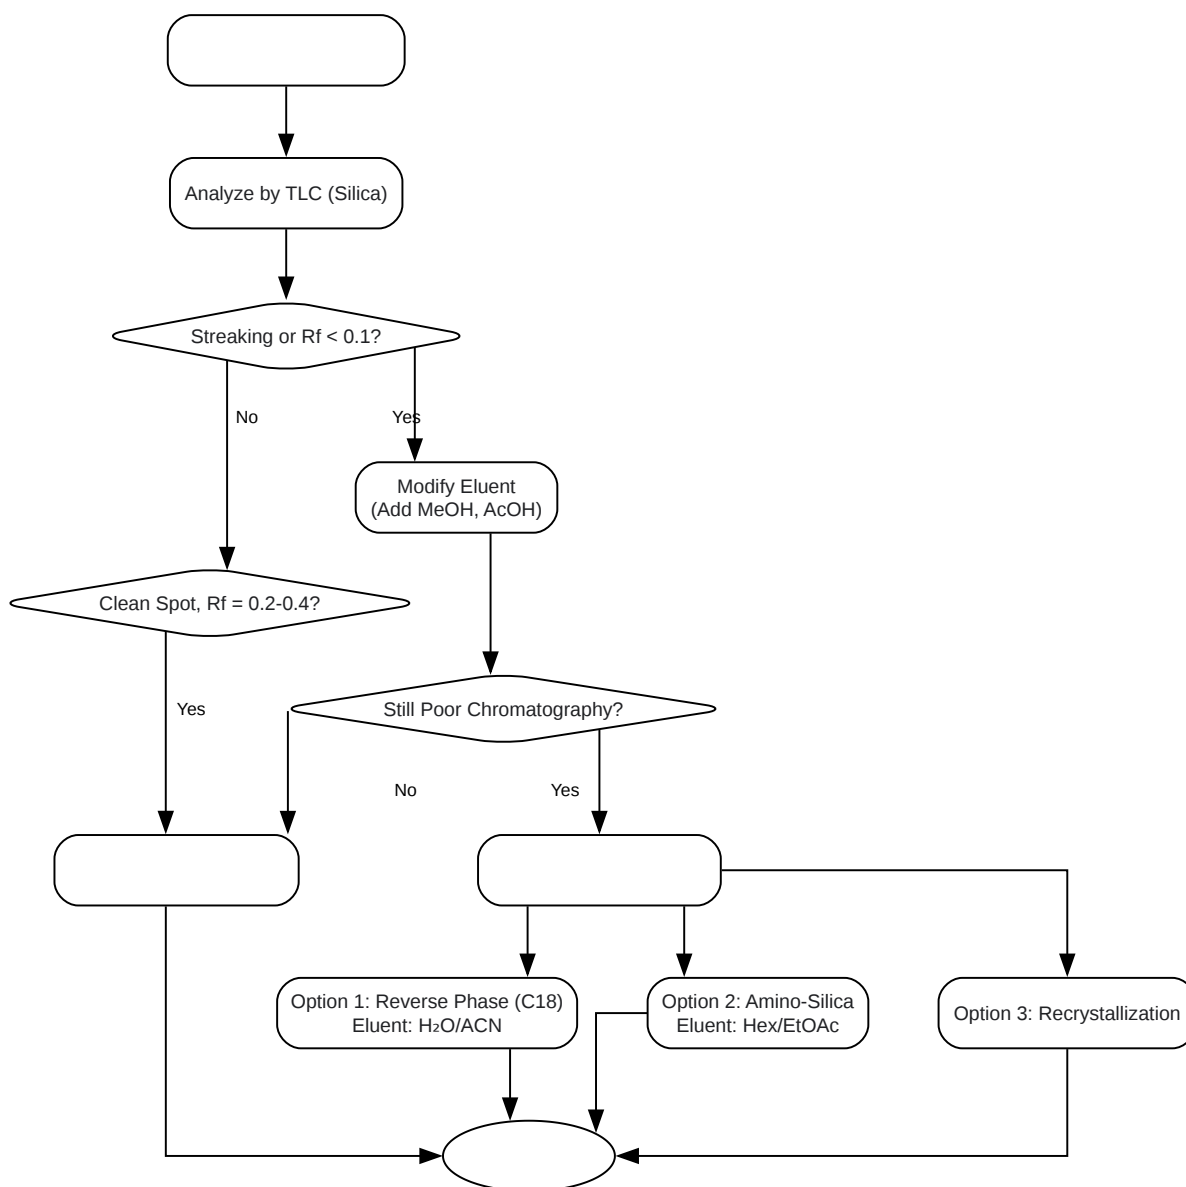 Analyze by TLC (Silica)
Streaking or Rf < 0.1?
No
Yes
Modify Eluent
(Add MeOH, AcOH)
Clean Spot, Rf = 0.2-0.4?
Yes
Still Poor Chromatography?
No
Yes
Option 1: Reverse Phase (C18)
Eluent: H₂O/ACN
Option 2: Amino-Silica
Eluent: Hex/EtOAc
Option 3: Recrystallization